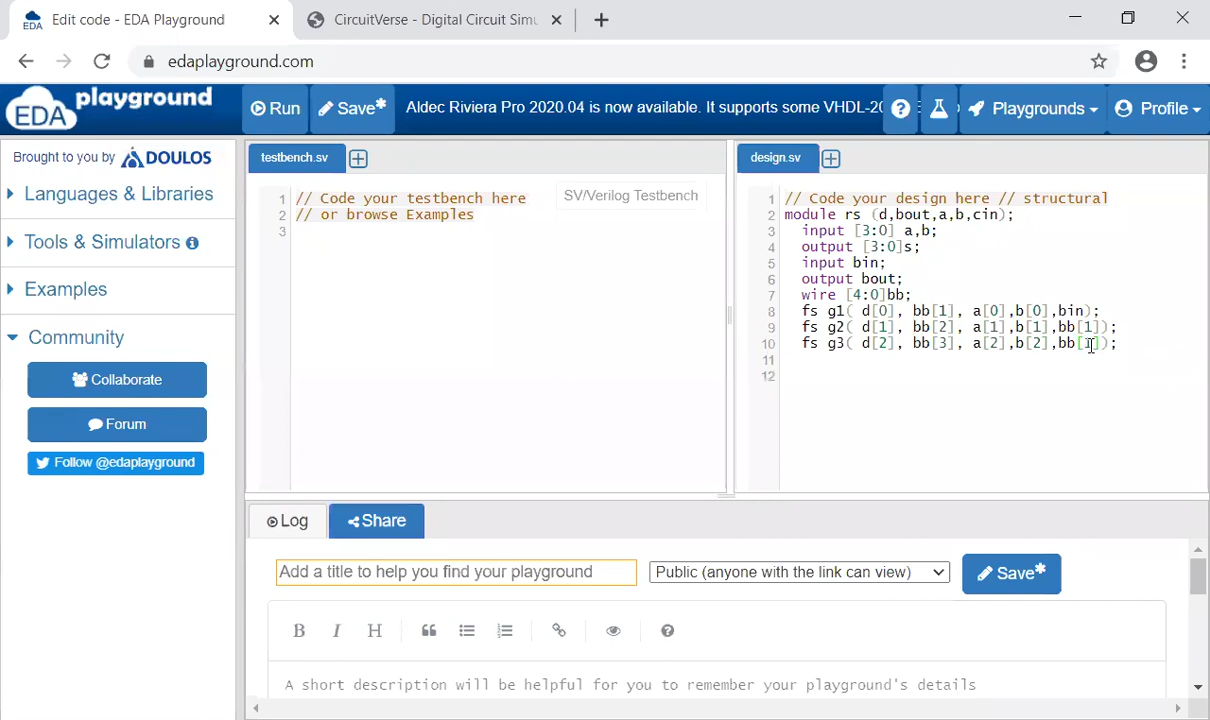 Edit code - EDA Playground
CircuitVerse - Digital Circuit Simu
edaplayground.com
EDA playground
Run
Save*
Aldec Riviera Pro 2020.04 is now available. It supports some VHDL-20
Playgrounds
Profile
Brought to you by DOULOS
Languages & Libraries
Tools & Simulators
Examples
Community
Collaborate
Forum
Follow @edaplayground
testbench.sv
SV/Verilog Testbench
1 // Code your testbench here
2 // or browse Examples
3
design.sv
1 // Code your design here // structural
2 module rs (d,bout,a,b,cin);
3 input [3:0] a,b;
4 output [3:0]s;
5 input bin;
6 output bout;
7 wire [4:0]bb;
8 fs g1( d[0], bb[1], a[0],b[0],bin);
9 fs g2( d[1], bb[2], a[1],b[1],bb[1]);
10 fs g3( d[2], bb[3], a[2],b[2],bb[1]);
11
12
Log
Share
Add a title to help you find your playground
Public (anyone with the link can view)
Save*
B I H
A short description will be helpful for you to remember your playground's details